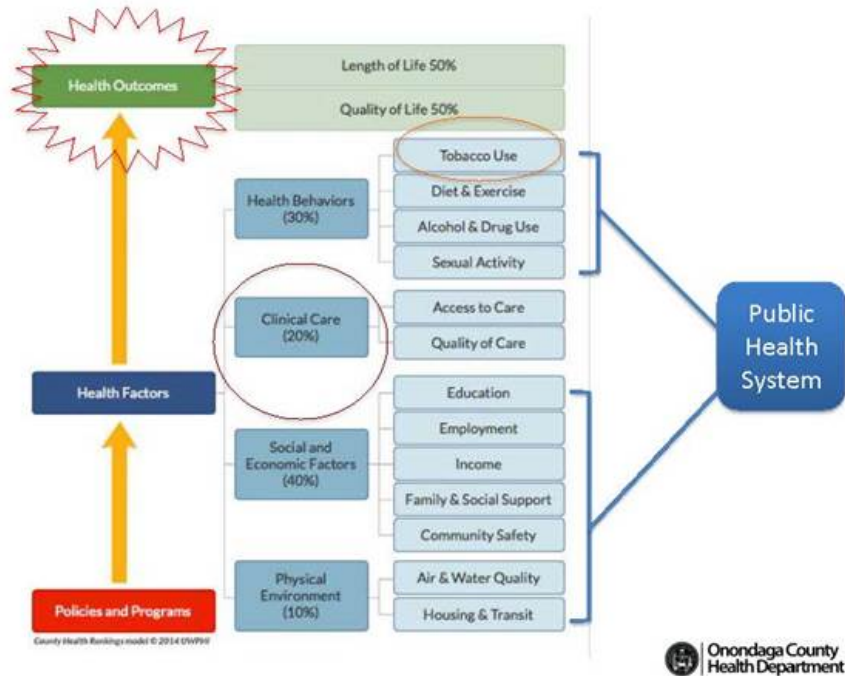 Health Outcomes
Length of Life 50%
Quality of Life 50%
Tobacco Use
Health Behaviors
(30%)
Diet & Exercise
Alcohol & Drug Use
Sexual Activity
Clinical Care
(20%)
Access to Care
Quality of Care
Public
Health
System
Health Factors
Education
Employment
Social and
Economic Factors
(40%)
Income
Family & Social Support
Community Safety
Policies and Programs
Physical
Environment
(10%)
Air & Water Quality
Housing & Transit
County Health Rankings model © 2014 UWPHI
Onondaga County
Health Department